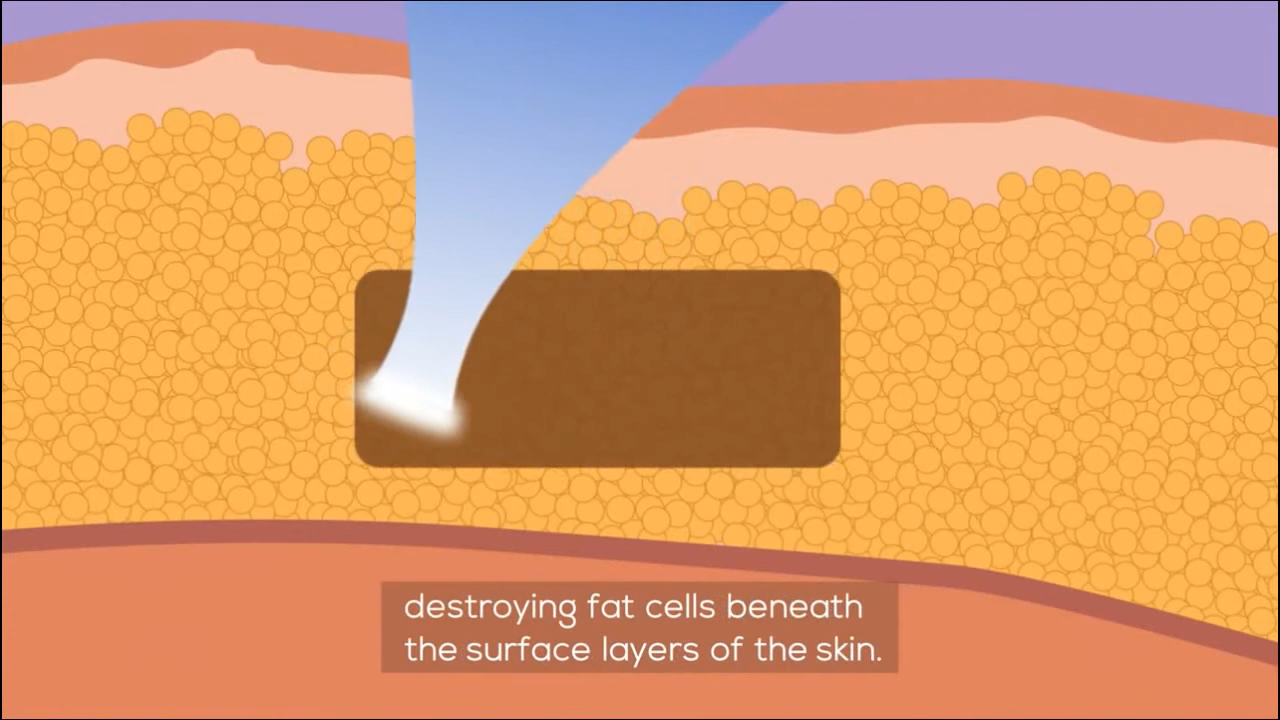 destroying fat cells beneath
the surface layers of the skin.